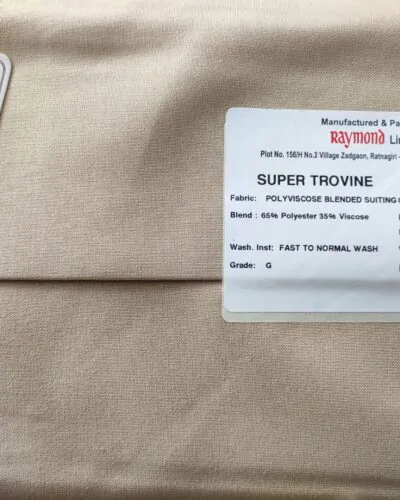 Manufactured & Pa
Raymond Lim
Plot No. 156/H No.2 Village Zadgaon, Ratnagiri -
SUPER TROVINE
Fabric: POLYVISCOSE BLENDED SUITING
Blend : 65% Polyester 35% Viscose
Wash. Inst: FAST TO NORMAL WASH
Grade: G